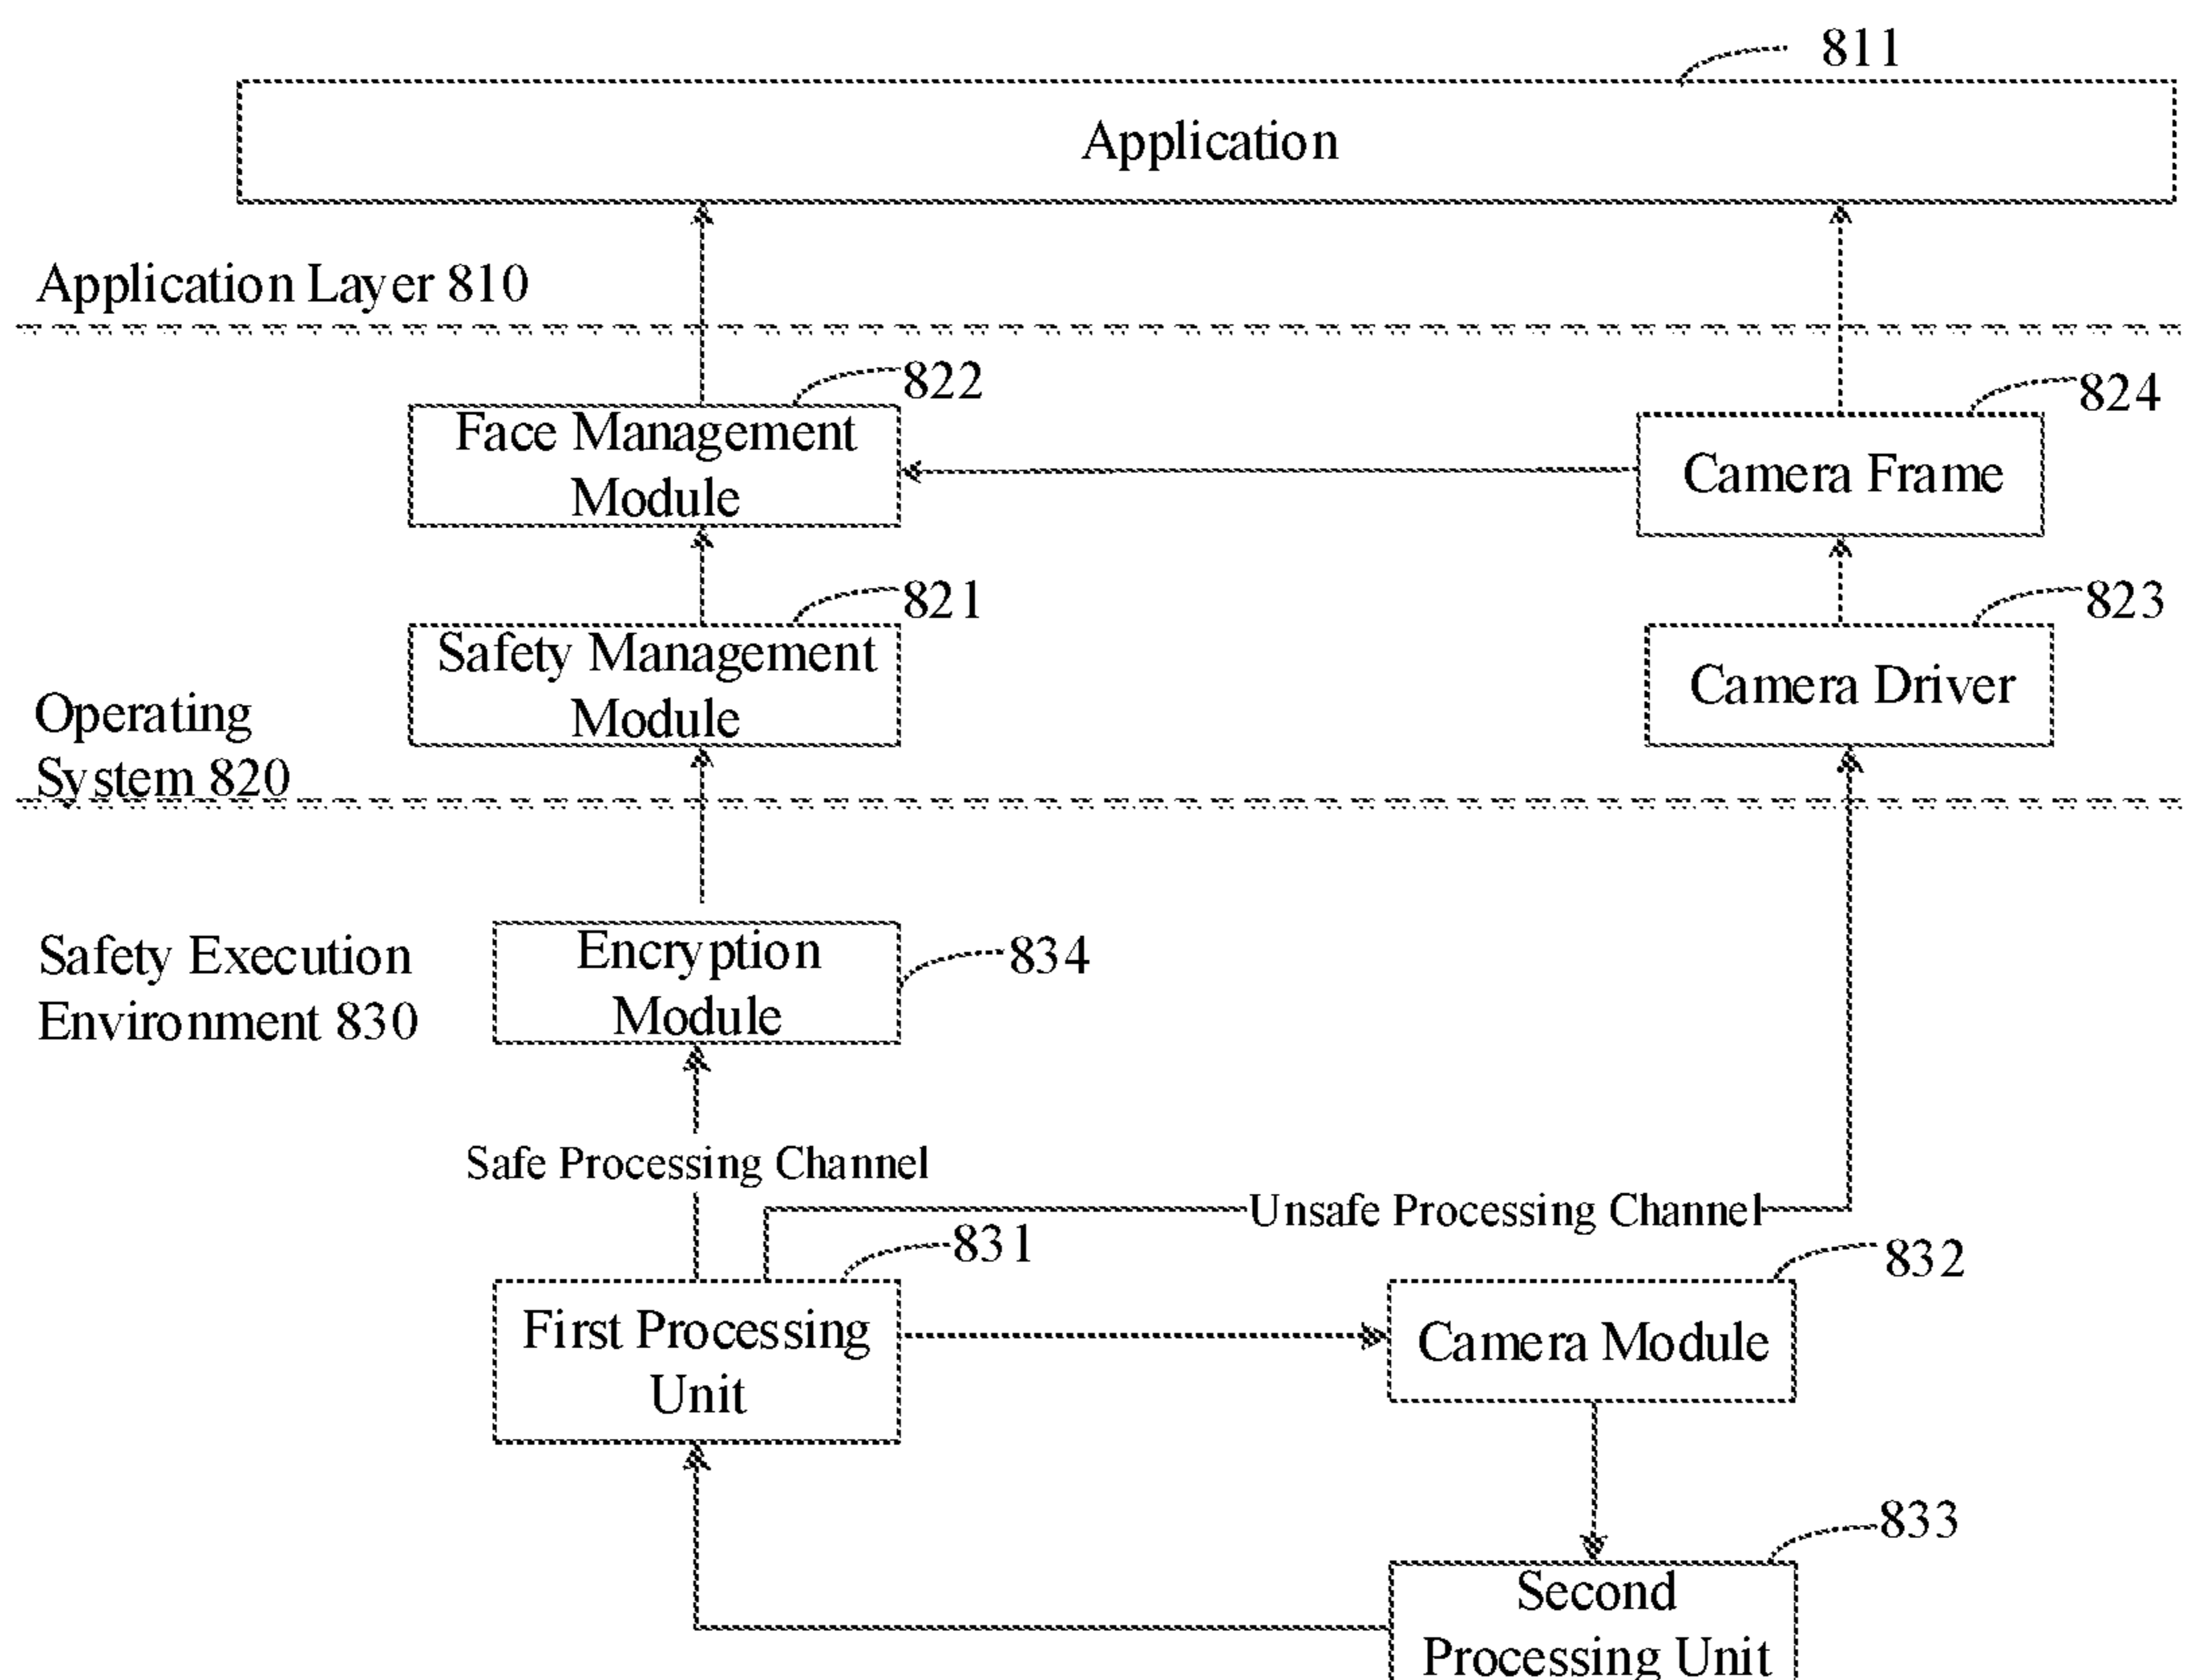 811
Application
Application Layer 810
822
Face Management
Module
824
Camera Frame
821
Safety Management
Module
823
Camera Driver
Operating
System 820
Safety Execution
Environment 830
Encryption
Module
834
Safe Processing Channel
Unsafe Processing Channel
831
First Processing
Unit
832
Camera Module
833
Second
Processing Unit